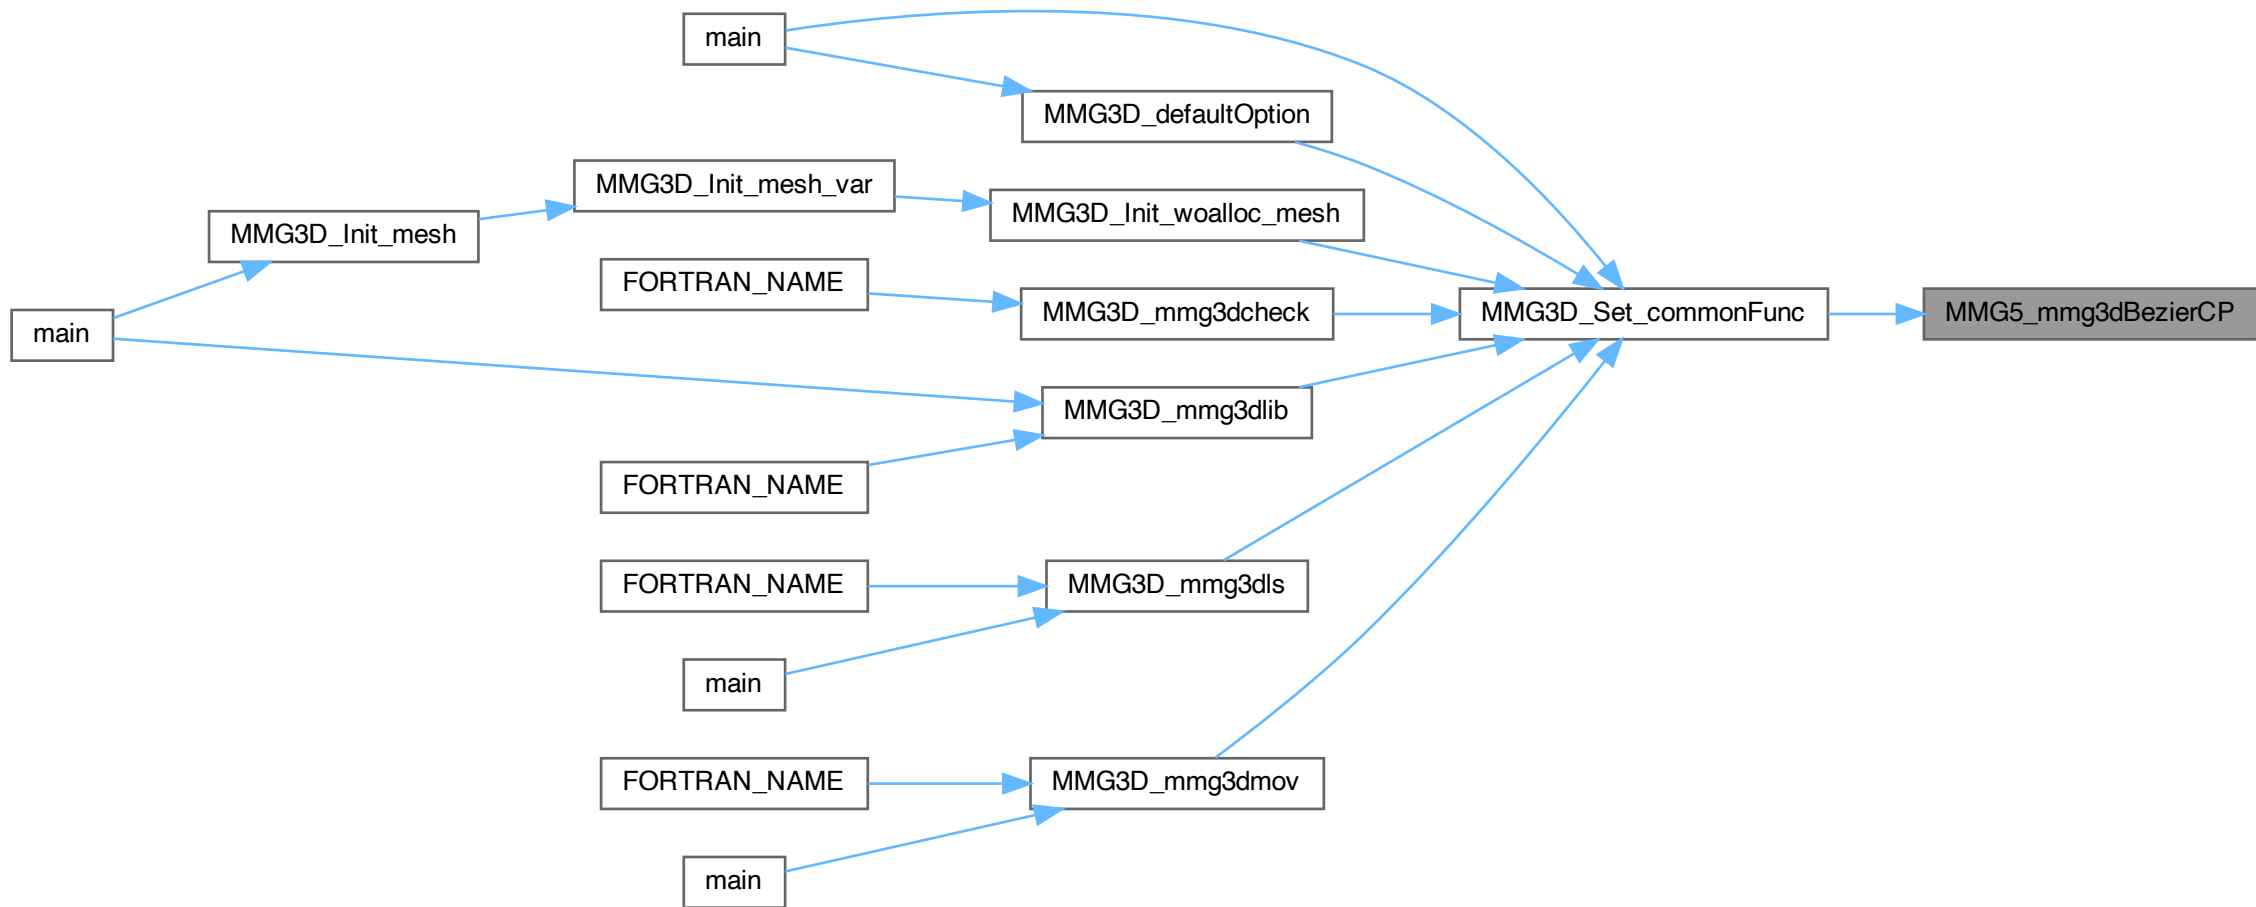 main
MMG3D_defaultOption
MMG3D_Init_mesh_var
MMG3D_Init_woalloc_mesh
MMG3D_Init_mesh
FORTRAN_NAME
MMG3D_mmg3dcheck
MMG3D_Set_commonFunc
MMG5_mmg3dBezierCP
main
MMG3D_mmg3dlib
FORTRAN_NAME
FORTRAN_NAME
MMG3D_mmg3dls
main
FORTRAN_NAME
MMG3D_mmg3dmov
main